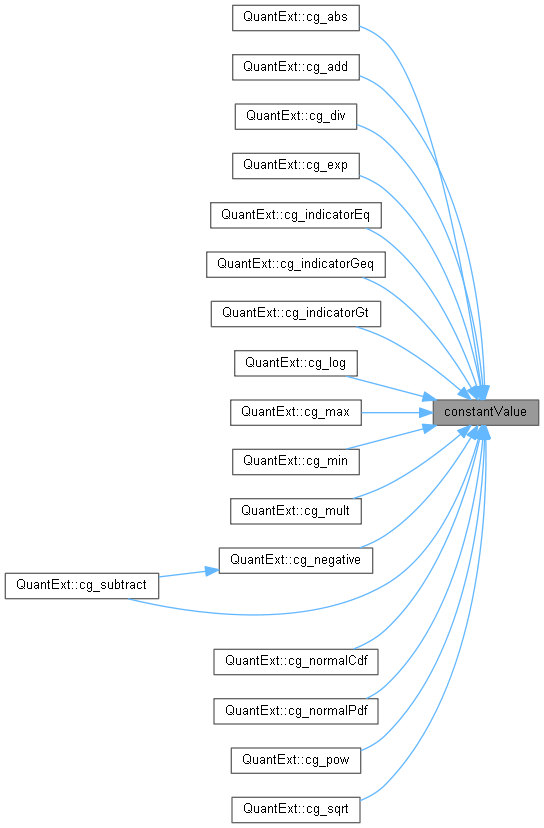 QuantExt::cg_abs
QuantExt::cg_add
QuantExt::cg_div
QuantExt::cg_exp
QuantExt::cg_indicatorEq
QuantExt::cg_indicatorGeq
QuantExt::cg_indicatorGt
QuantExt::cg_log
QuantExt::cg_max
constantValue
QuantExt::cg_min
QuantExt::cg_mult
QuantExt::cg_negative
QuantExt::cg_subtract
QuantExt::cg_normalCdf
QuantExt::cg_normalPdf
QuantExt::cg_pow
QuantExt::cg_sqrt